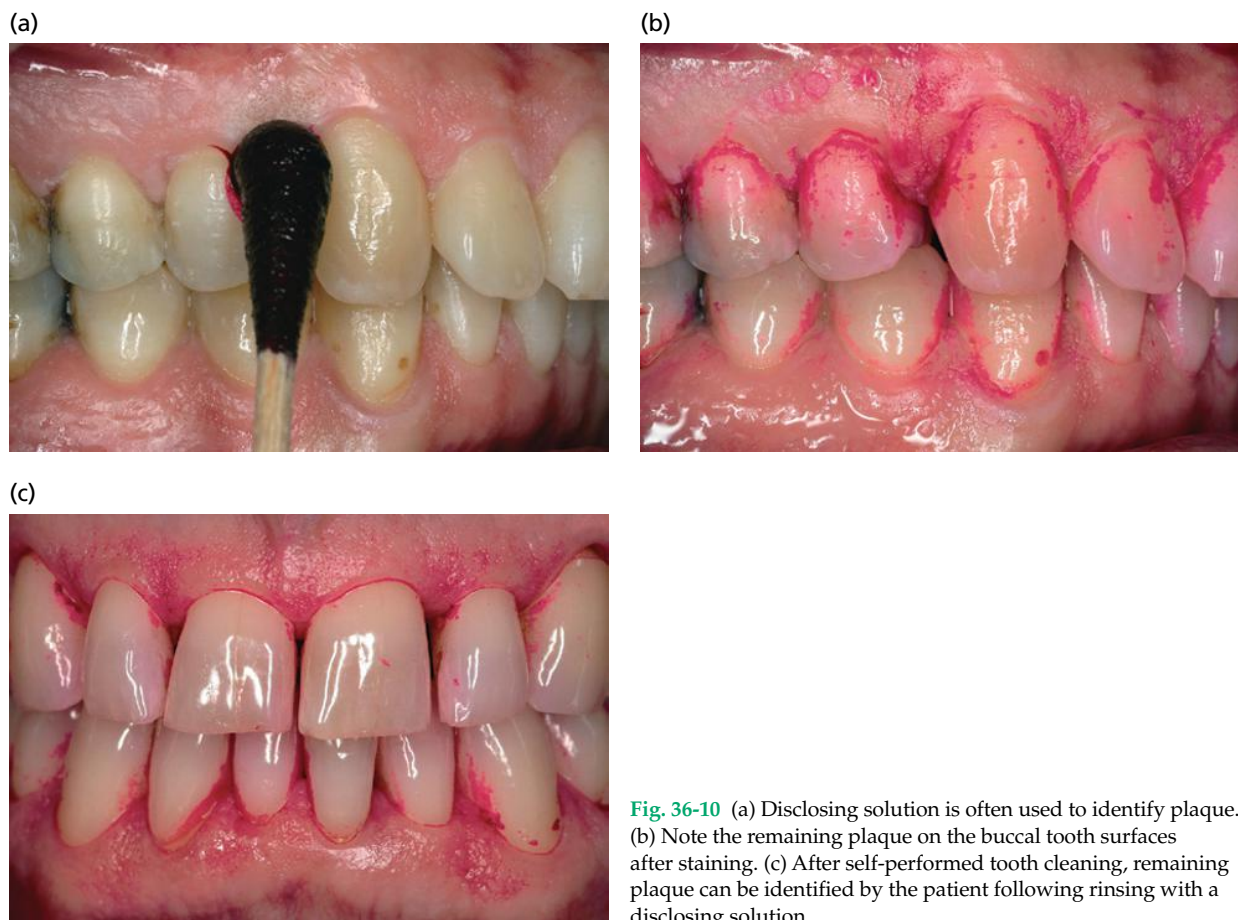 (a)
(b)
(c)
Fig. 36-10 (a) Disclosing solution is often used to identify plaque.
(b) Note the remaining plaque on the buccal tooth surfaces
after staining. (c) After self-performed tooth cleaning, remaining
plaque can be identified by the patient following rinsing with a
disclosing solution